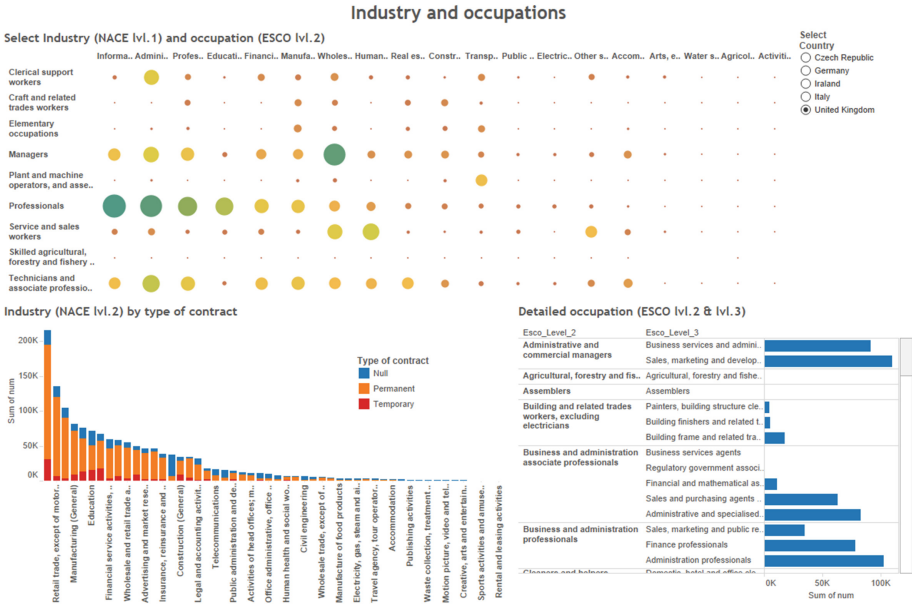 Industry and occupations
Select Industry (NACE lvl.1) and occupation (ESCO lvl.2)
Informa.. Admini.. Profes.. Educati.. Financi.. Manufa.. Wholes.. Human.. Real es.. Constr.. Transp.. Public .. Electric.. Other s.. Accom.. Arts, e.. Water s.. Agricol.. Activiti..
Clerical support
workers
Craft and related
trades workers
Elementary
occupations
Managers
Plant and machine
operators, and asse..
Professionals
Service and sales
workers
Skilled agricultural,
forestry and fishery ..
Technicians and
associate professio..
Select
Country
Czech Republic
Germany
Iraland
Italy
United Kingdom
Industry (NACE lvl.2) by type of contract
Sum of num
200K
150K
100K
50K
0K
Type of contract
Null
Permanent
Temporary
Retail trade, except of motor..
Manufacturing (General)
Education
Financial service activities, ..
Wholesale and retail trade a..
Advertising and market rese..
Insurance, reinsurance and ..
Construction (General)
Legal and accounting activit..
Telecommunications
Public administration and de..
Activities of head offices; m..
Office administrative, office ..
Human health and social wo..
Civil engineering
Wholesale trade, except of..
Manufacture of food products
Electricity, gas, steam and ai..
Travel agency, tour operator..
Accommodation
Publishing activities
Waste collection, treatment ..
Motion picture, video and tel..
Creative, arts and entertain..
Sports activities and amuse..
Rental and leasing activities
Detailed occupation (ESCO lvl.2 & lvl.3)
Esco_Level_2 Esco_Level_3
Administrative and
commercial managers
Business services and admini..
Sales, marketing and develop..
Agricultural, forestry and fis.. Agricultural, forestry and fishe..
Assemblers Assemblers
Building and related trades
workers, excluding
electricians
Painters, building structure cle..
Building finishers and related t..
Building frame and related tra..
Business and administration
associate professionals
Business services agents
Regulatory government associ..
Financial and mathematical as..
Sales and purchasing agents ..
Administrative and specialised..
Business and administration
professionals
Sales, marketing and public re..
Finance professionals
Administration professionals
Cleaners and helpers
0K 50K 100K
Sum of num